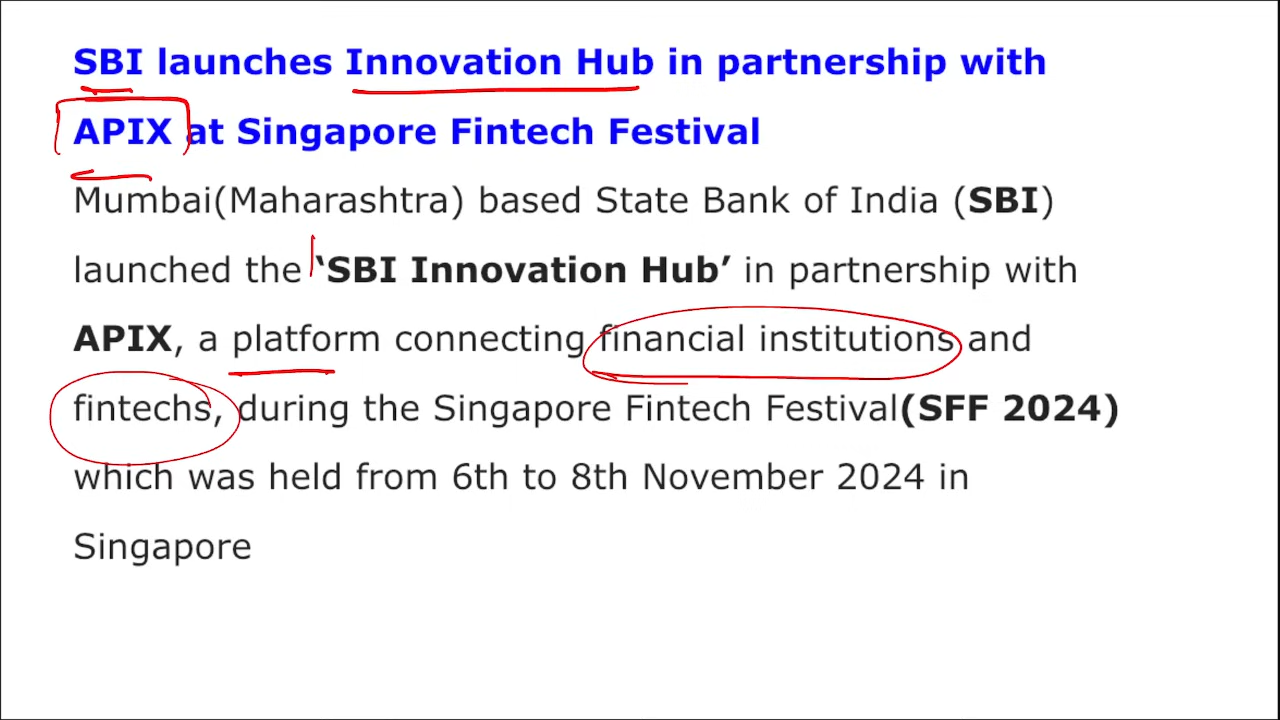 SBI launches Innovation Hub in partnership with
APIX at Singapore Fintech Festival
Mumbai(Maharashtra) based State Bank of India (SBI)
launched the ‘SBI Innovation Hub’ in partnership with
APIX, a platform connecting financial institutions and
fintechs, during the Singapore Fintech Festival(SFF 2024)
which was held from 6th to 8th November 2024 in
Singapore